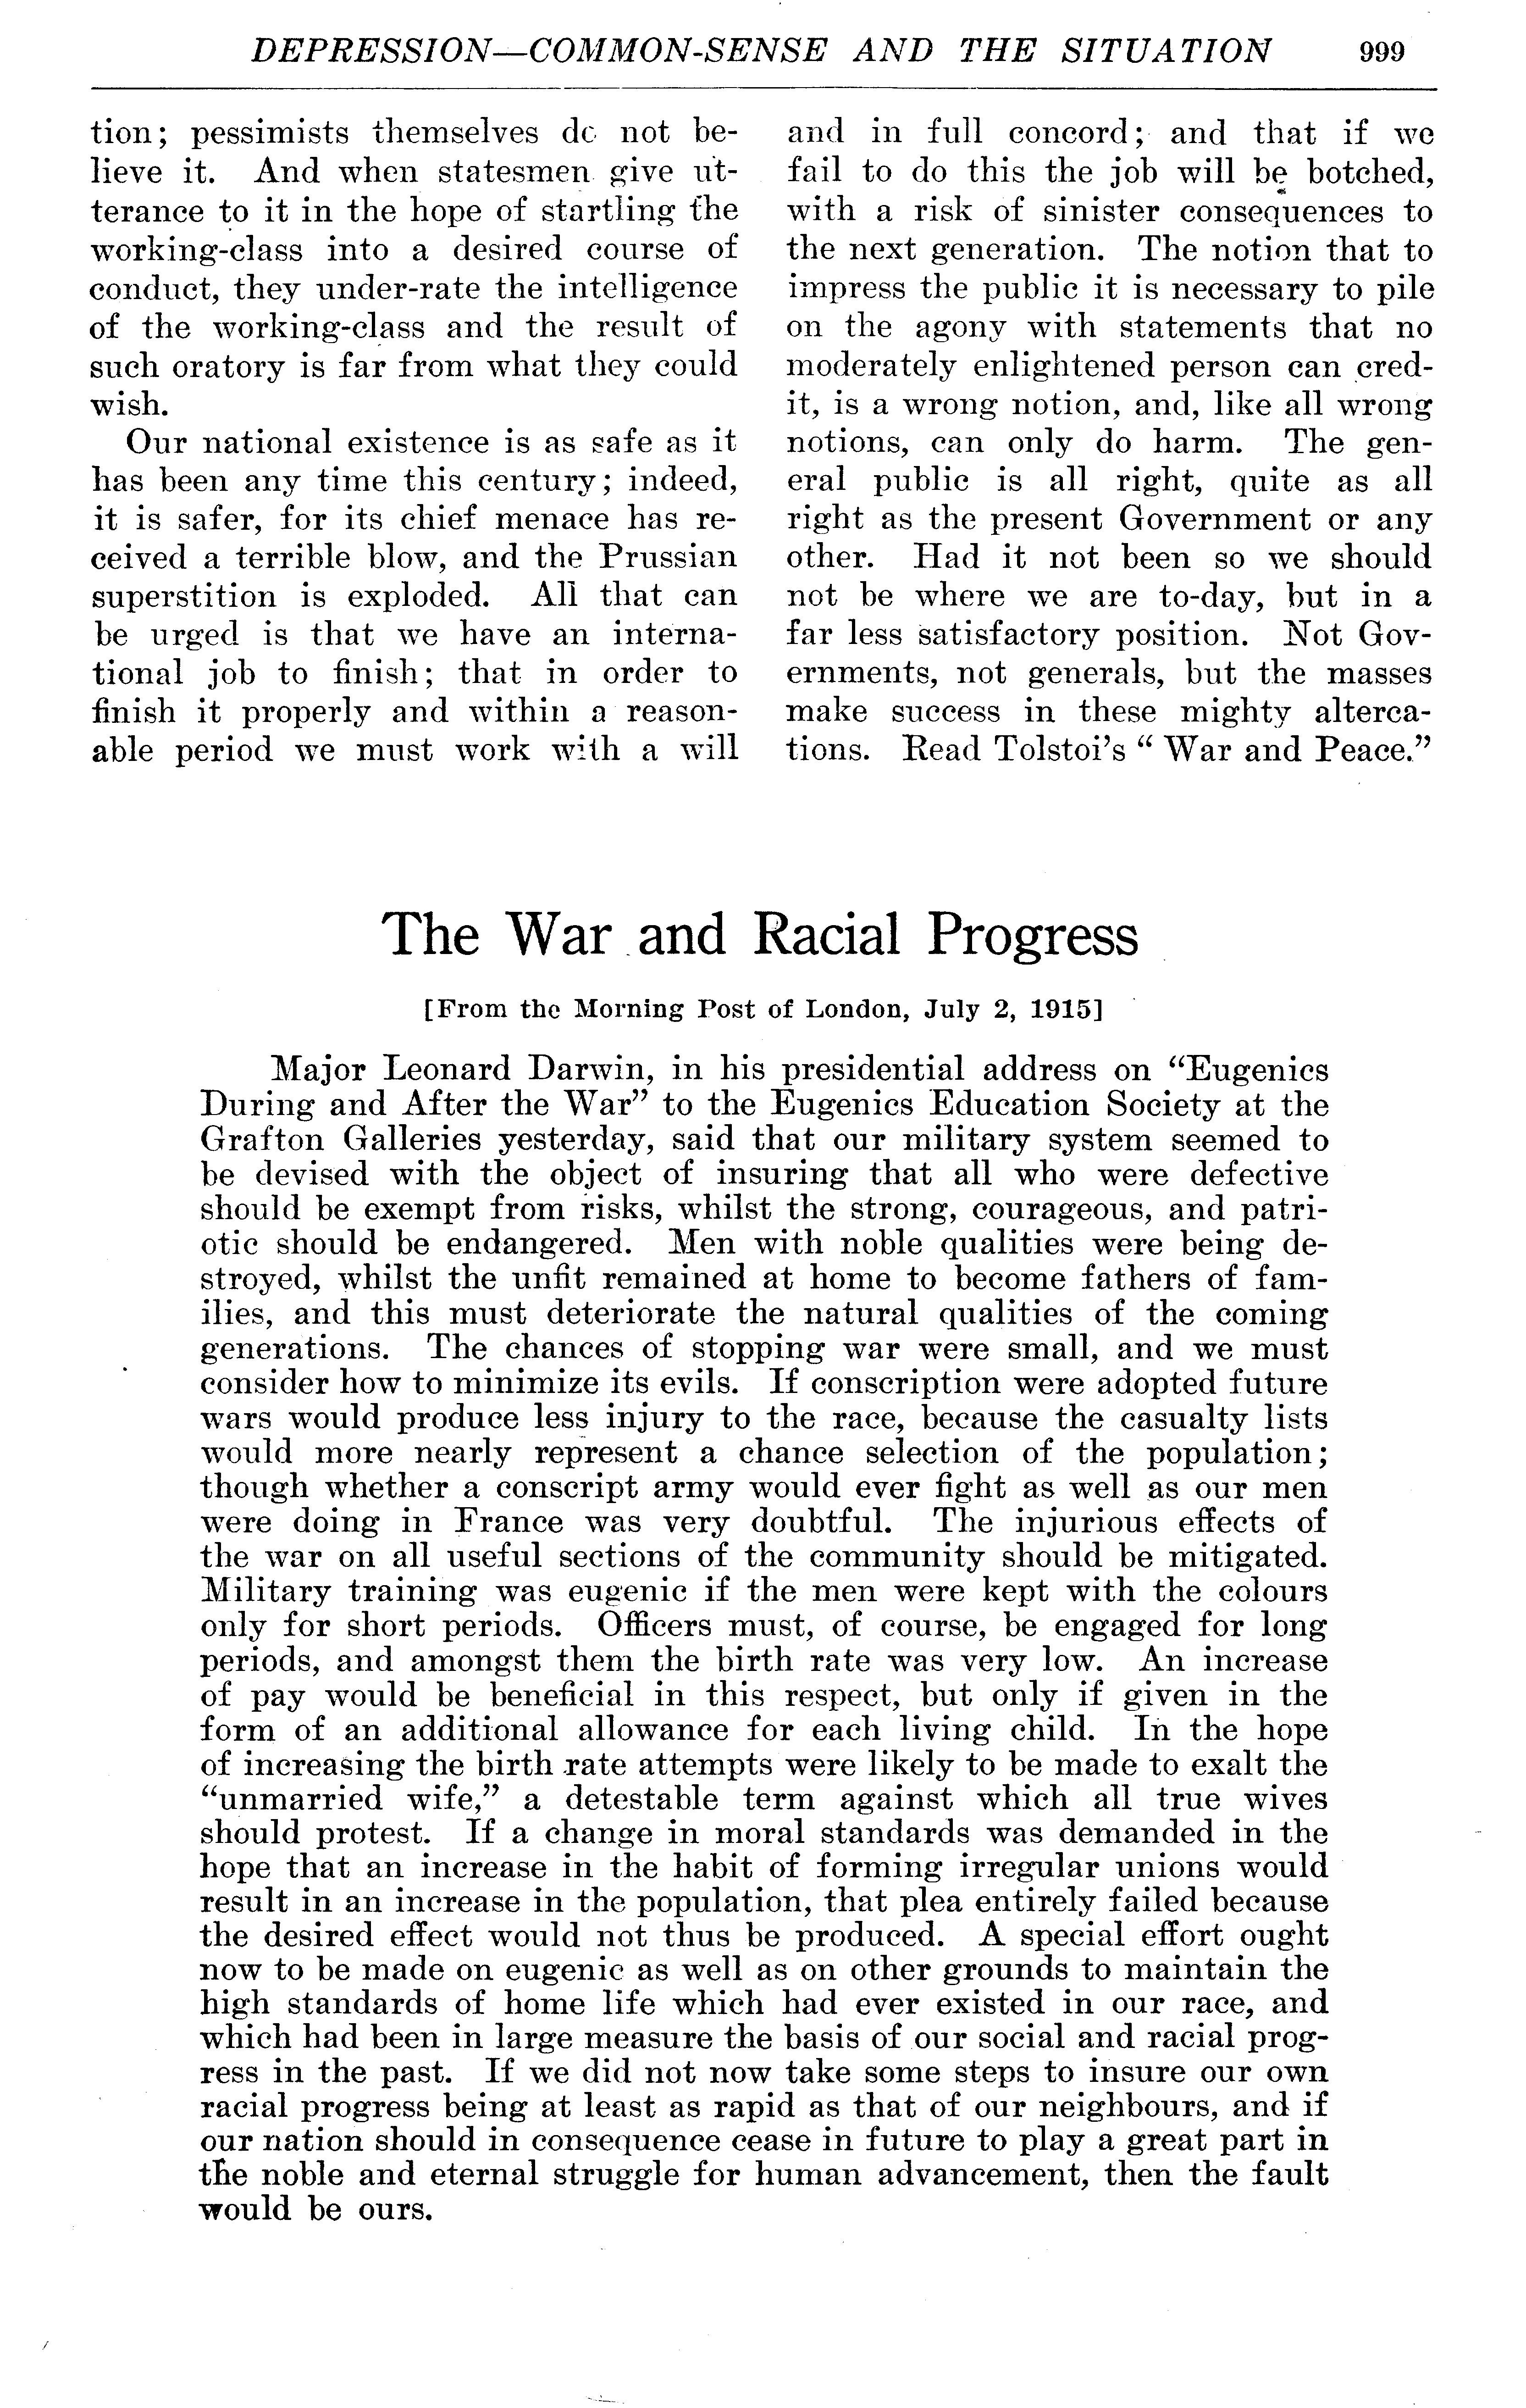 DEPRESSION—COMMON-SENSE AND THE SITUATION 999
tion; pessimists themselves do not be-
lieve it. And when statesmen give ut-
terance to it in the hope of startling the
working-class into a desired course of
conduct, they under-rate the intelligence
of the working-class and the result of
such oratory is far from what they could
wish.
Our national existence is as safe as it
has been any time this century; indeed,
it is safer, for its chief menace has re-
ceived a terrible blow, and the Prussian
superstition is exploded. All that can
be urged is that we have an interna-
tional job to finish; that in order to
finish it properly and within a reason-
able period we must work with a will
and in full concord; and that if we
fail to do this the job will be botched,
with a risk of sinister consequences to
the next generation. The notion that to
impress the public it is necessary to pile
on the agony with statements that no
moderately enlightened person can cred-
it, is a wrong notion, and, like all wrong
notions, can only do harm. The gen-
eral public is all right, quite as all
right as the present Government or any
other. Had it not been so we should
not be where we are to-day, but in a
far less satisfactory position. Not Gov-
ernments, not generals, but the masses
make success in these mighty alterca-
tions. Read Tolstoi's “ War and Peace.”
The War and Racial Progress
[From the Morning Post of London, July 2, 1915]
Major Leonard Darwin, in his presidential address on “Eugenics
During and After the War” to the Eugenics Education Society at the
Grafton Galleries yesterday, said that our military system seemed to
be devised with the object of insuring that all who were defective
should be exempt from risks, whilst the strong, courageous, and patri-
otic should be endangered. Men with noble qualities were being de-
stroyed, whilst the unfit remained at home to become fathers of fam-
ilies, and this must deteriorate the natural qualities of the coming
generations. The chances of stopping war were small, and we must
consider how to minimize its evils. If conscription were adopted future
wars would produce less injury to the race, because the casualty lists
would more nearly represent a chance selection of the population;
though whether a conscript army would ever fight as well as our men
were doing in France was very doubtful. The injurious effects of
the war on all useful sections of the community should be mitigated.
Military training was eugenic if the men were kept with the colours
only for short periods. Officers must, of course, be engaged for long
periods, and amongst them the birth rate was very low. An increase
of pay would be beneficial in this respect, but only if given in the
form of an additional allowance for each living child. In the hope
of increasing the birth rate attempts were likely to be made to exalt the
“unmarried wife,” a detestable term against which all true wives
should protest. If a change in moral standards was demanded in the
hope that an increase in the habit of forming irregular unions would
result in an increase in the population, that plea entirely failed because
the desired effect would not thus be produced. A special effort ought
now to be made on eugenic as well as on other grounds to maintain the
high standards of home life which had ever existed in our race, and
which had been in large measure the basis of our social and racial prog-
ress in the past. If we did not now take some steps to insure our own
racial progress being at least as rapid as that of our neighbours, and if
our nation should in consequence cease in future to play a great part in
the noble and eternal struggle for human advancement, then the fault
would be ours.